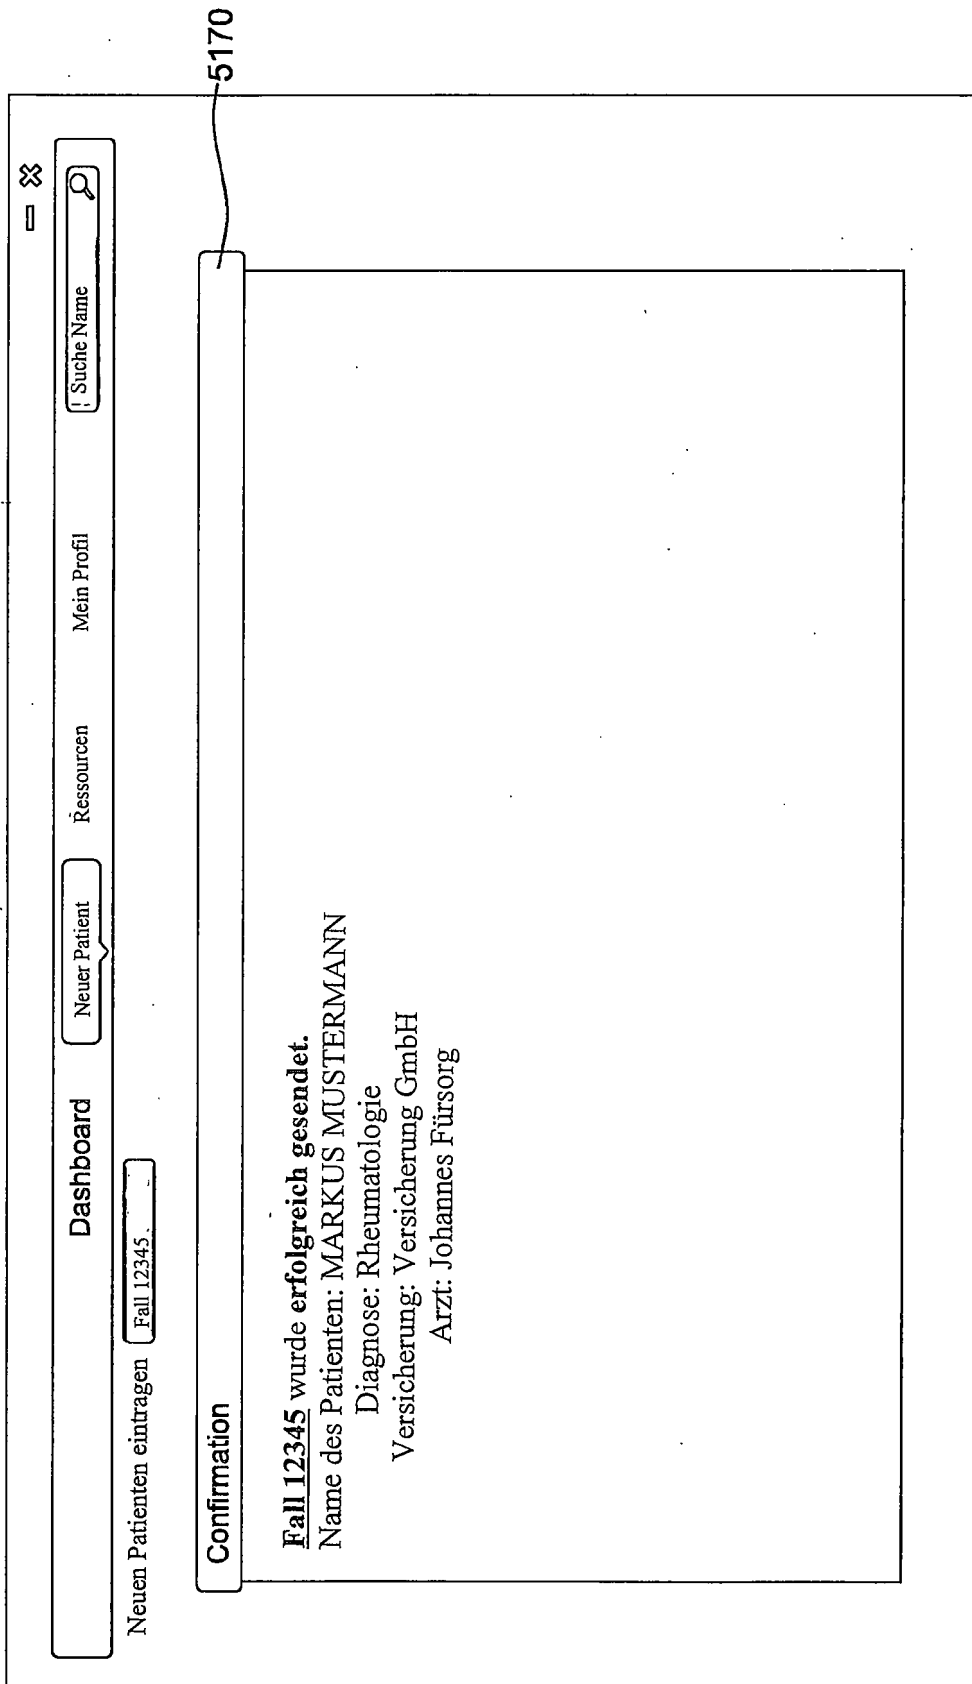 Dashboard
Neuer Patient
Ressourcen
Mein Profil
Suche Name
Neuen Patienten eintragen
Fall 12345
Confirmation
5170
Fall 12345 wurde erfolgreich gesendet.
Name des Patienten: MARKUS MUSTERMANN
Diagnose: Rheumatologie
Versicherung: Versicherung GmbH
Arzt: Johannes Fürsorg